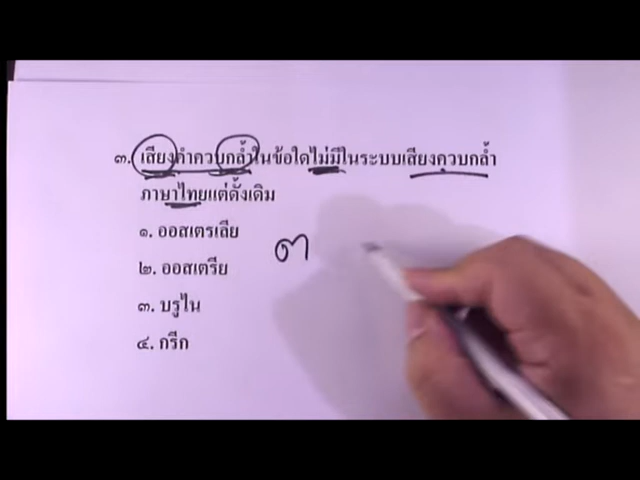 ๓. เสียงคำควบกล้ำในข้อใดไม่มีในระบบเสียงควบกล้ำ
ภาษาไทยแต่ดั้งเดิม
๑. ออสเตรเลีย
๒. ออสเตรีย
๓. บรูไน
๔. กรีก
๓